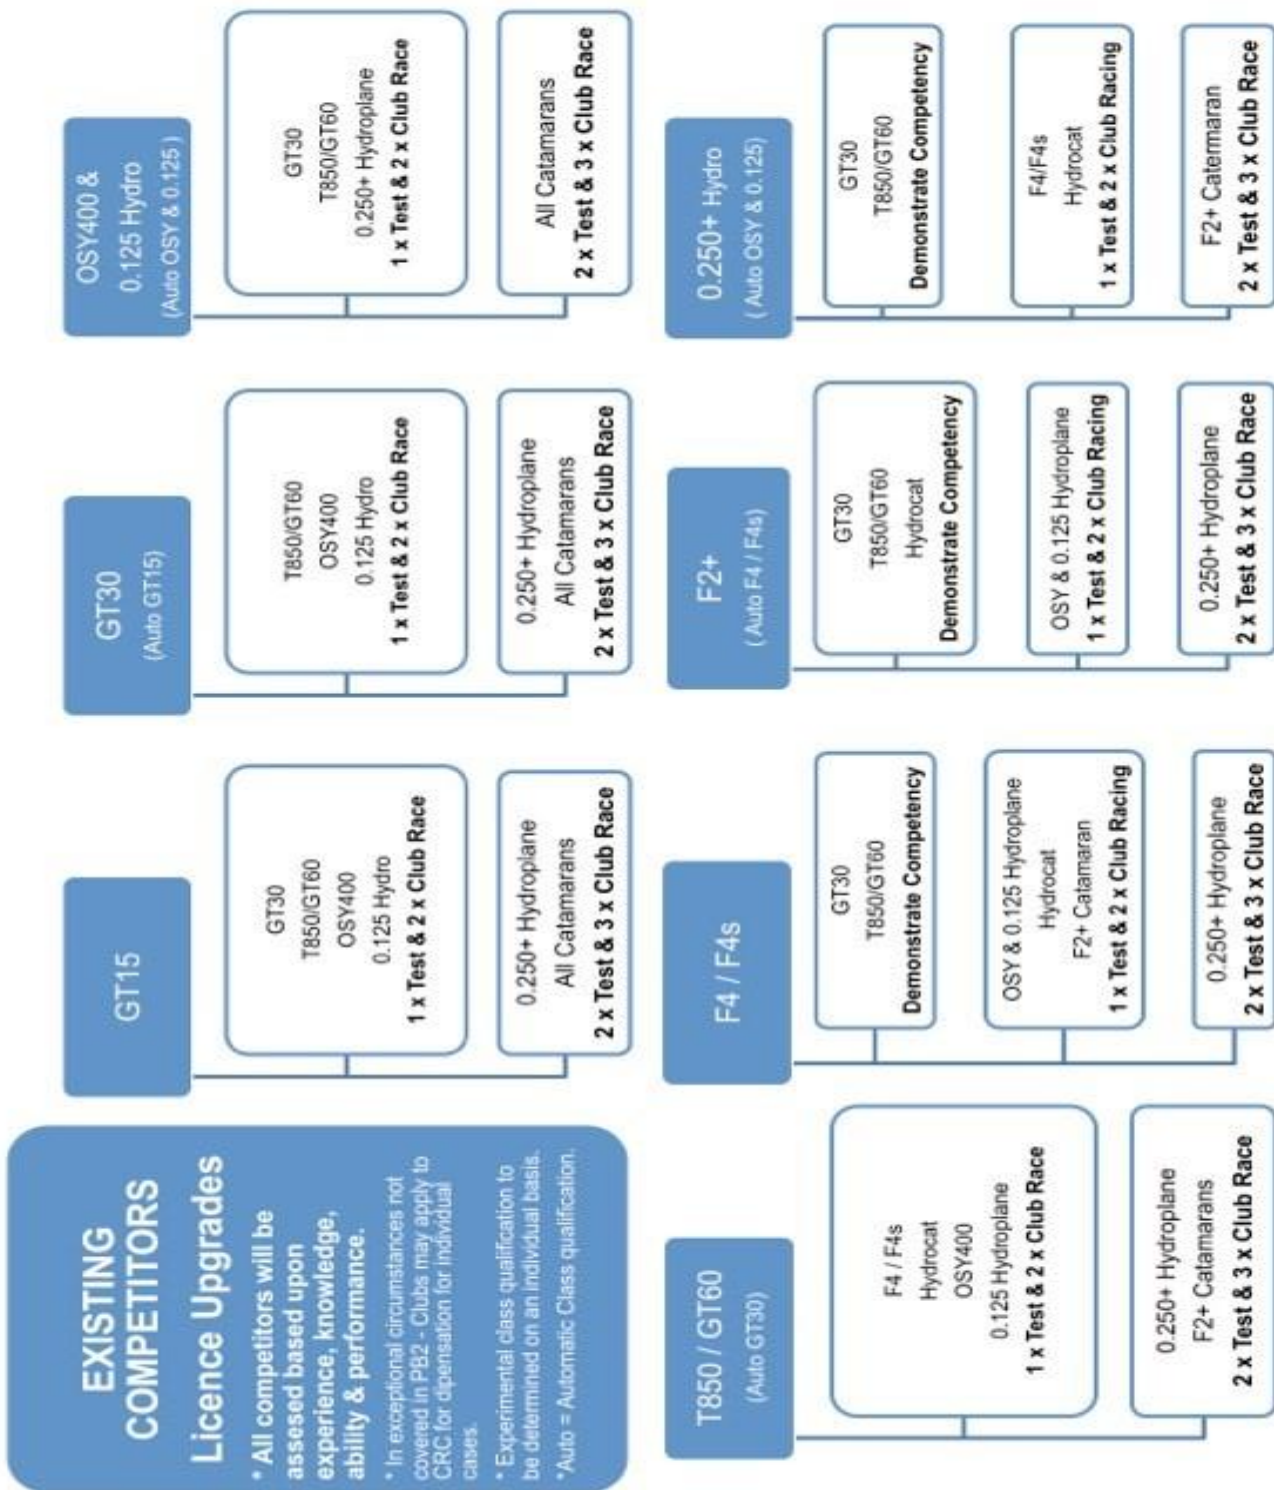 EXISTING
COMPETITORS
Licence Upgrades
* All competitors will be
assesed based upon
experience, knowledge,
ability & performance.
* In exceptional circumstances not
covered in PB2 - Clubs may apply to
CRC for dipensation for individual
cases.
* Experimental class qualification to
be determined on an individual basis.
*Auto = Automatic Class qualification.
GT15
GT30
T850/GT60
OSY400
0.125 Hydro
1 x Test & 2 x Club Race
0.250+ Hydroplane
All Catamarans
2 x Test & 3 x Club Race
GT30
(Auto GT15)
T850/GT60
OSY400
0.125 Hydro
1 x Test & 2 x Club Race
0.250+ Hydroplane
All Catamarans
2 x Test & 3 x Club Race
OSY400 &
0.125 Hydro
(Auto OSY & 0.125 )
GT30
T850/GT60
0.250+ Hydroplane
1 x Test & 2 x Club Race
All Catamarans
2 x Test & 3 x Club Race
T850 / GT60
(Auto GT30)
F4 / F4s
Hydrocat
OSY400
0.125 Hydroplane
1 x Test & 2 x Club Race
0.250+ Hydroplane
F2+ Catamarans
2 x Test & 3 x Club Race
F4 / F4s
GT30
T850/GT60
Demonstrate Competency
OSY & 0.125 Hydroplane
Hydrocat
F2+ Catamaran
1 x Test & 2 x Club Racing
0.250+ Hydroplane
2 x Test & 3 x Club Race
F2+
( Auto F4 / F4s)
GT30
T850/GT60
Hydrocat
Demonstrate Competency
OSY & 0.125 Hydroplane
1 x Test & 2 x Club Racing
0.250+ Hydroplane
2 x Test & 3 x Club Race
0.250+ Hydro
( Auto OSY & 0.125)
GT30
T850/GT60
Demonstrate Competency
F4/F4s
Hydrocat
1 x Test & 2 x Club Racing
F2+ Catermaran
2 x Test & 3 x Club Race